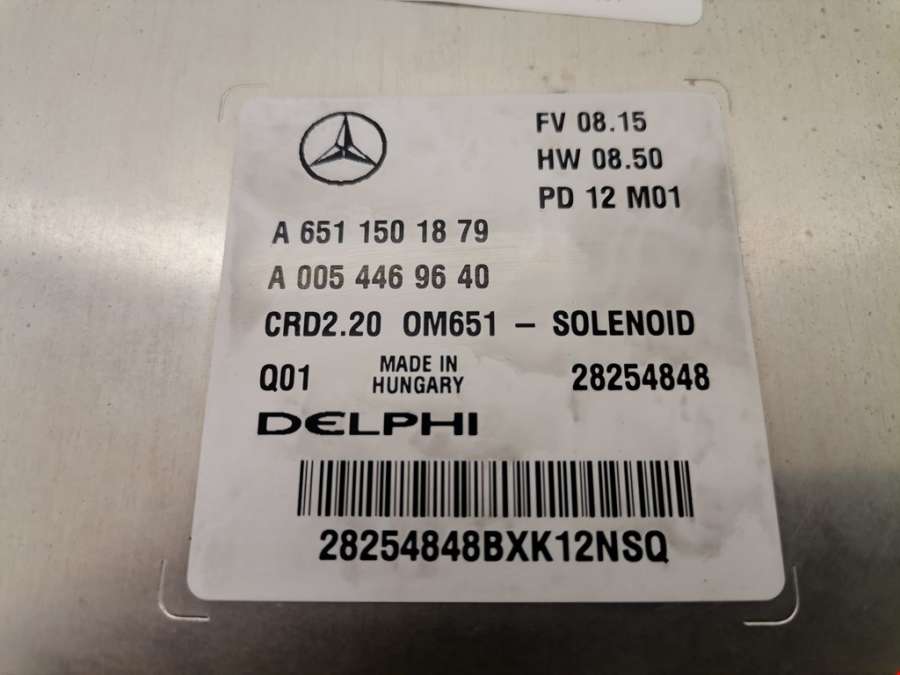 FV 08.15
HW 08.50
PD 12 M01
A 651 150 18 79
A 005 446 96 40
CRD2.20 OM651 – SOLENOID
Q01 MADE IN HUNGARY 28254848
DELPHI
28254848BXK12NSQ